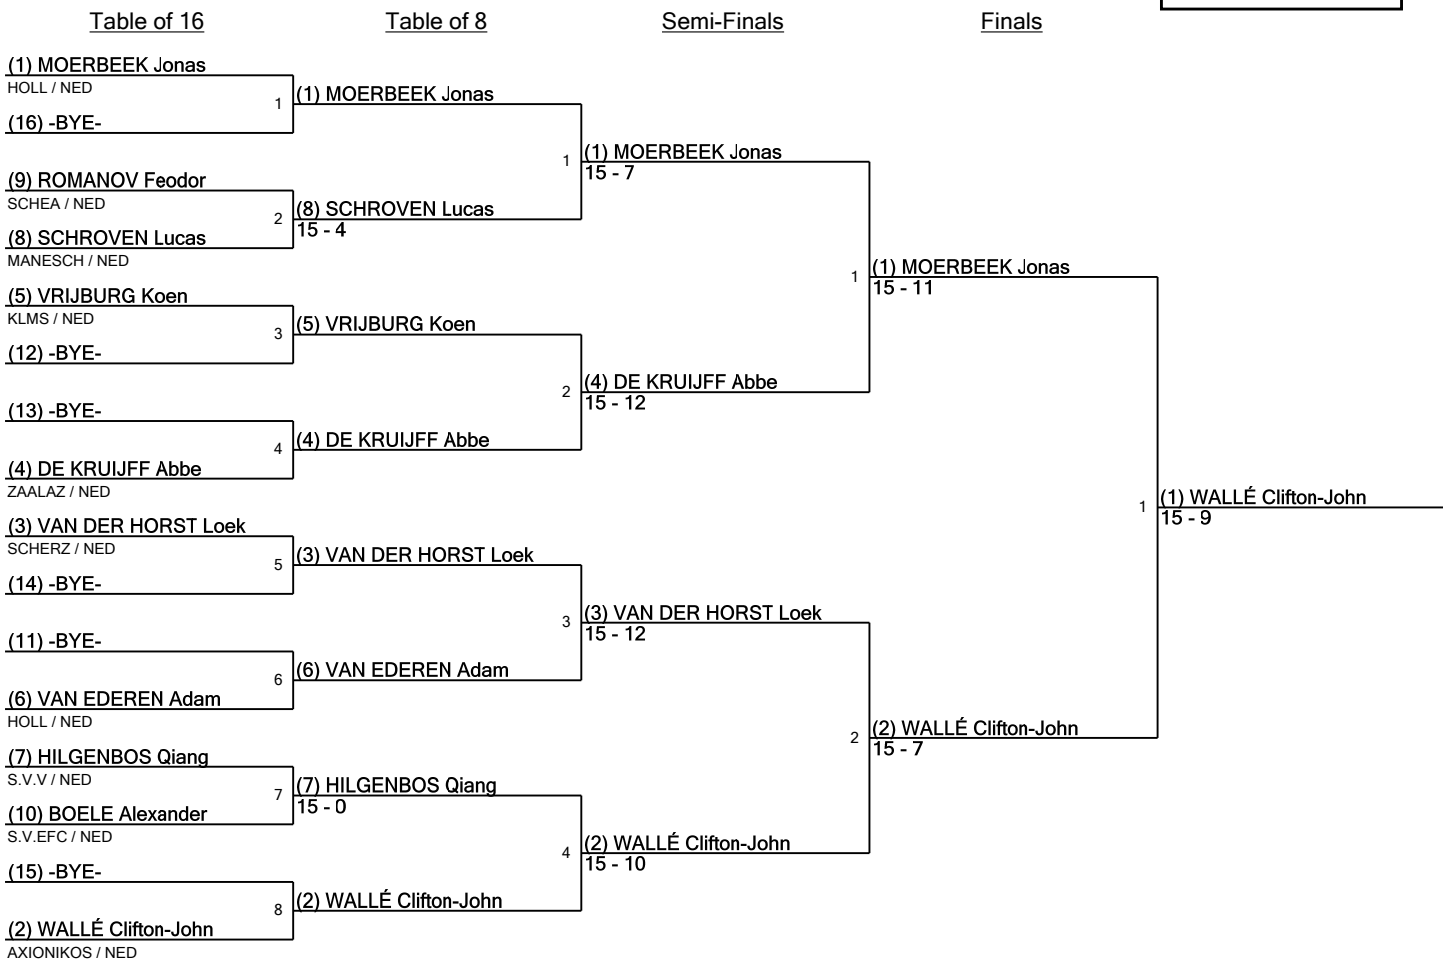 Table of 16
Table of 8
Semi-Finals
Finals
(1) MOERBEEK Jonas
HOLL / NED
1
(16) -BYE-
(9) ROMANOV Feodor
SCHEA / NED
2
(8) SCHROVEN Lucas
MANESCH / NED
(5) VRIJBURG Koen
KLMS / NED
3
(12) -BYE-
(13) -BYE-
4
(4) DE KRUIJFF Abbe
ZAALAZ / NED
(3) VAN DER HORST Loek
SCHERZ / NED
5
(14) -BYE-
(11) -BYE-
6
(6) VAN EDEREN Adam
HOLL / NED
(7) HILGENBOS Qiang
S.V.V / NED
7
(10) BOELE Alexander
S.V.EFC / NED
(15) -BYE-
8
(2) WALLÉ Clifton-John
AXIONIKOS / NED
(1) MOERBEEK Jonas
1
(8) SCHROVEN Lucas
15 - 4
(5) VRIJBURG Koen
2
(4) DE KRUIJFF Abbe
(3) VAN DER HORST Loek
3
(6) VAN EDEREN Adam
(7) HILGENBOS Qiang
15 - 0
4
(2) WALLÉ Clifton-John
(1) MOERBEEK Jonas
15 - 7
1
(4) DE KRUIJFF Abbe
15 - 12
(3) VAN DER HORST Loek
15 - 12
2
(2) WALLÉ Clifton-John
15 - 10
(1) MOERBEEK Jonas
15 - 11
1
(2) WALLÉ Clifton-John
15 - 7
(1) WALLÉ Clifton-John
15 - 9